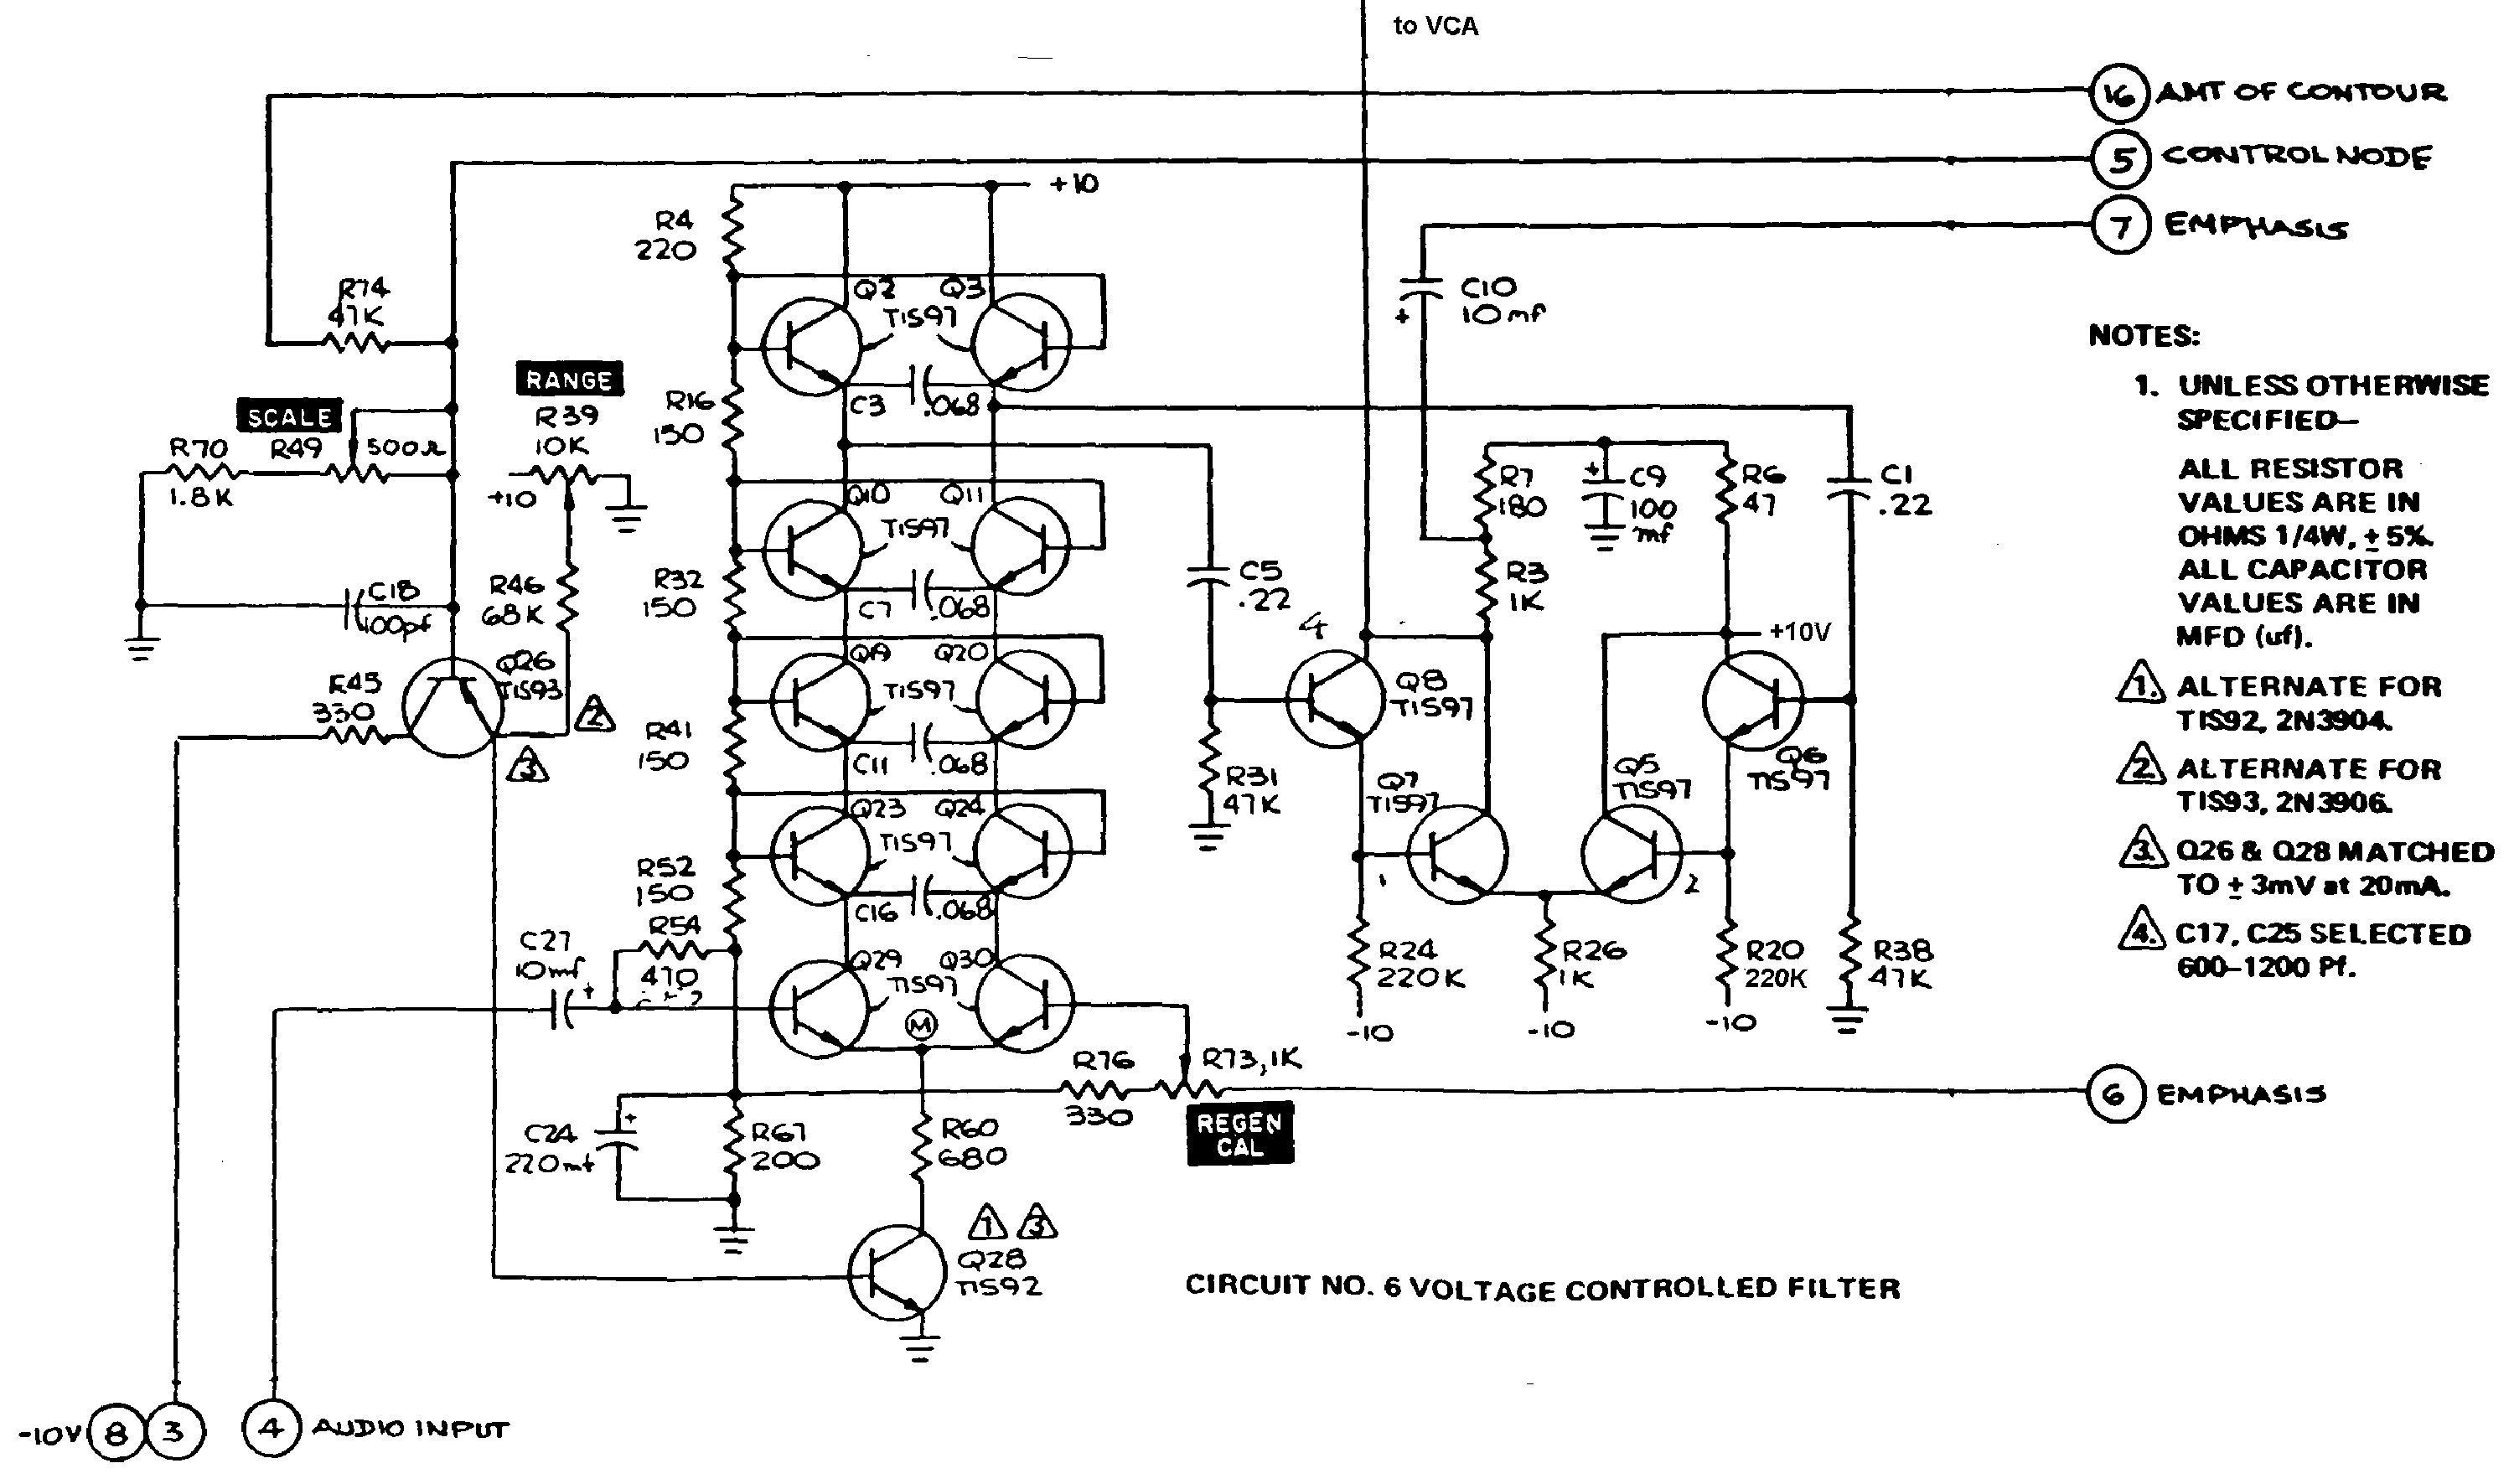 to VCA
16 AMT OF CONTOUR
5 CONTROL NODE
7 EMPHASIS
+10
R4
220
Q2 Q3
TIS97
C3 .068
R74
47K
RANGE
R39
10K
+10
SCALE
R70 R49 500Ω
1.8K
R16
150
C10
10mf
R7
180
C9
100
mf
R6
47
C1
.22
Q10 Q11
TIS97
C7 .068
R32
150
C5
.22
R3
1K
+10V
C18
100pf
R46
68K
Q26
TIS93
2
3
R45
330
Q19 Q20
TIS97
C11 .068
R41
150
4
Q8
TIS97
R31
47K
Q7
TIS97
1
Q5
TIS97
2
Q6
TIS97
Q23 Q24
TIS97
C16 .068
R52
150
R54
470
C27
10mf
Q29 Q30
TIS97
M
R24
220K
-10
R26
1K
-10
R20
220K
-10
R38
47K
R76
330
R73, 1K
REGEN
CAL
6 EMPHASIS
C24
220mf
R67
200
R60
680
1 3
Q28
TIS92
CIRCUIT NO. 6 VOLTAGE CONTROLLED FILTER
-10V 8 3
4 AUDIO INPUT
NOTES:
1. UNLESS OTHERWISE
SPECIFIED—
ALL RESISTOR
VALUES ARE IN
OHMS 1/4W, ± 5%.
ALL CAPACITOR
VALUES ARE IN
MFD (uf).
1. ALTERNATE FOR
TIS92, 2N3904.
2. ALTERNATE FOR
TIS93, 2N3906.
3. Q26 & Q28 MATCHED
TO ± 3mV at 20mA.
4. C17, C25 SELECTED
600-1200 Pf.